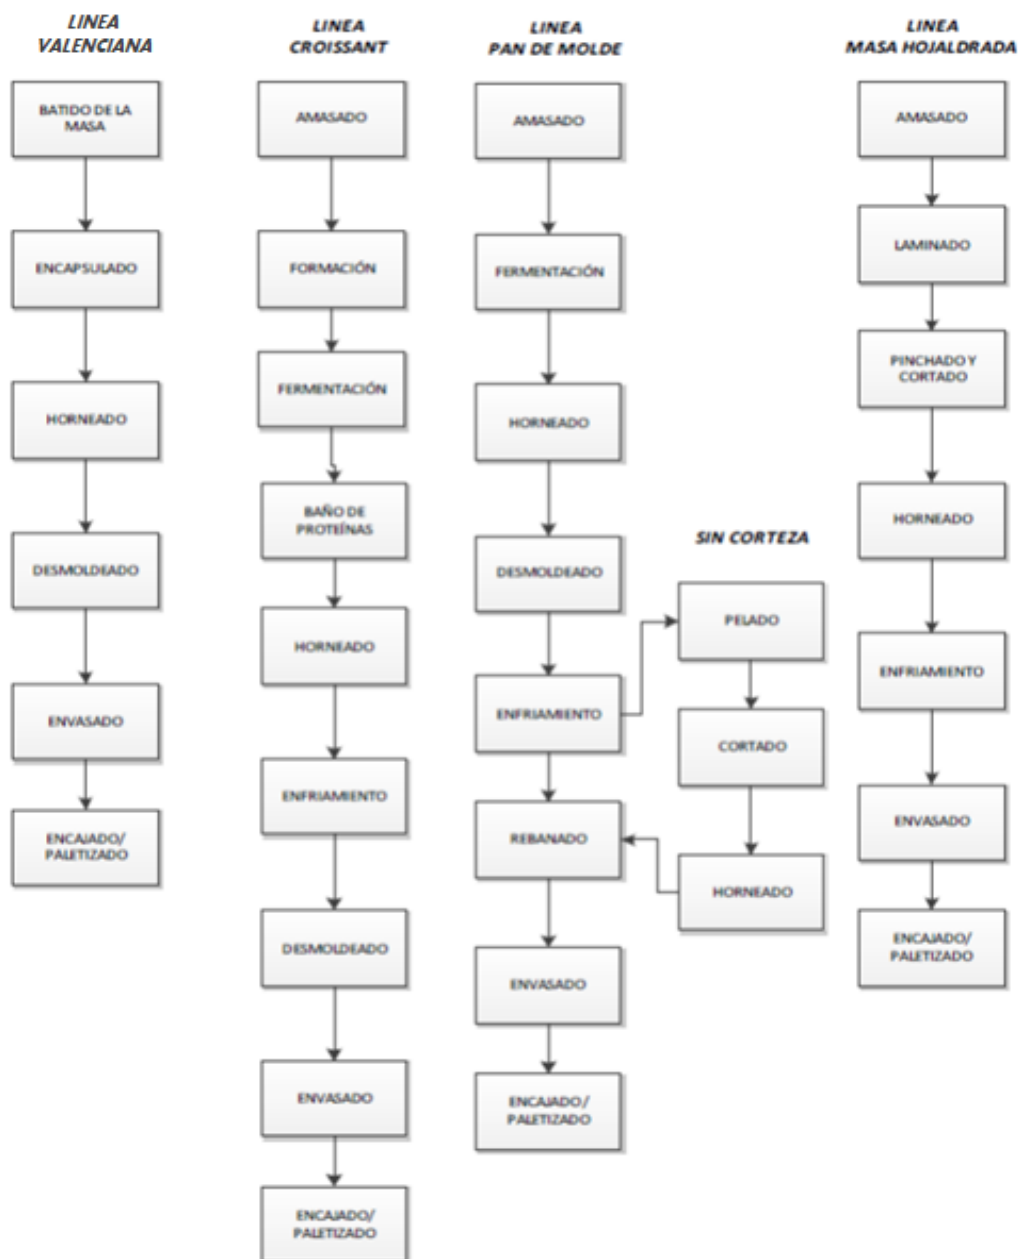 LINEA
VALENCIANA
BATIDO DE LA
MASA
ENCAPSULADO
HORNEADO
DESMOLDEADO
ENVASADO
ENCAJADO/
PALETIZADO
LINEA
CROISSANT
AMASADO
FORMACIÓN
FERMENTACIÓN
BAÑO DE
PROTEÍNAS
HORNEADO
ENFRIAMIENTO
DESMOLDEADO
ENVASADO
ENCAJADO/
PALETIZADO
LINEA
PAN DE MOLDE
AMASADO
FERMENTACIÓN
HORNEADO
DESMOLDEADO
ENFRIAMIENTO
REBANADO
ENVASADO
ENCAJADO/
PALETIZADO
SIN CORTEZA
PELADO
CORTADO
HORNEADO
LINEA
MASA HOJALDRADA
AMASADO
LAMINADO
PINCHADO Y
CORTADO
HORNEADO
ENFRIAMIENTO
ENVASADO
ENCAJADO/
PALETIZADO